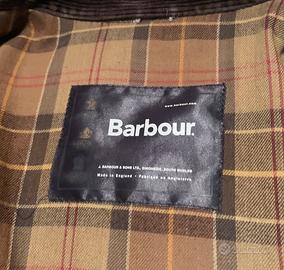 www.barbour.com
Barbour
J. BARBOUR & SONS LTD, SIMONSIDE, SOUTH SHIELDS
Made in England • Fabriqué en Angleterre